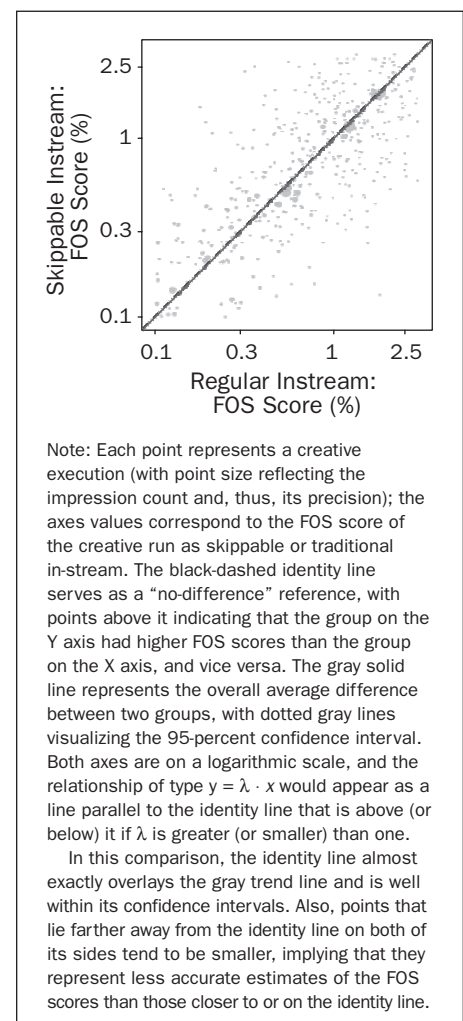 Skippable Instream:
FOS Score (%)
2.5
1
0.3
0.1
0.1
0.3
1
2.5
Regular Instream:
FOS Score (%)
Note: Each point represents a creative
execution (with point size reflecting the
impression count and, thus, its precision); the
axes values correspond to the FOS score of
the creative run as skippable or traditional
in-stream. The black-dashed identity line
serves as a “no-difference” reference, with
points above it indicating that the group on the
Y axis had higher FOS scores than the group
on the X axis, and vice versa. The gray solid
line represents the overall average difference
between two groups, with dotted gray lines
visualizing the 95-percent confidence interval.
Both axes are on a logarithmic scale, and the
relationship of type y = λ · x would appear as a
line parallel to the identity line that is above (or
below) it if λ is greater (or smaller) than one.
In this comparison, the identity line almost
exactly overlays the gray trend line and is well
within its confidence intervals. Also, points that
lie farther away from the identity line on both of
its sides tend to be smaller, implying that they
represent less accurate estimates of the FOS
scores than those closer to or on the identity line.